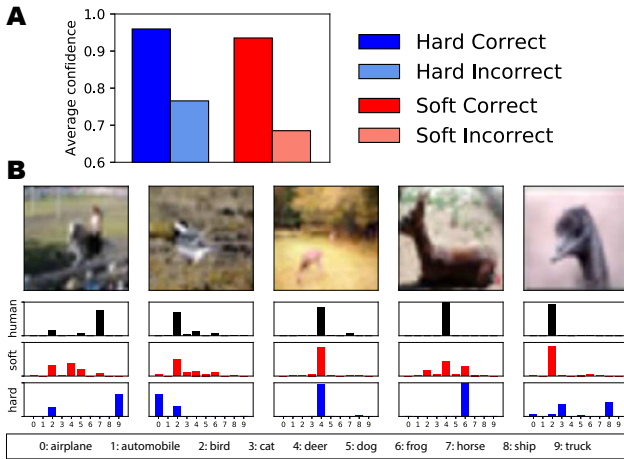 A
1.0
0.9
0.8
0.7
0.6
Average confidence
Hard Correct
Hard Incorrect
Soft Correct
Soft Incorrect
B
human
soft
hard
0 1 2 3 4 5 6 7 8 9
0 1 2 3 4 5 6 7 8 9
0 1 2 3 4 5 6 7 8 9
0 1 2 3 4 5 6 7 8 9
0 1 2 3 4 5 6 7 8 9
0: airplane 1: automobile 2: bird 3: cat 4: deer 5: dog 6: frog 7: horse 8: ship 9: truck